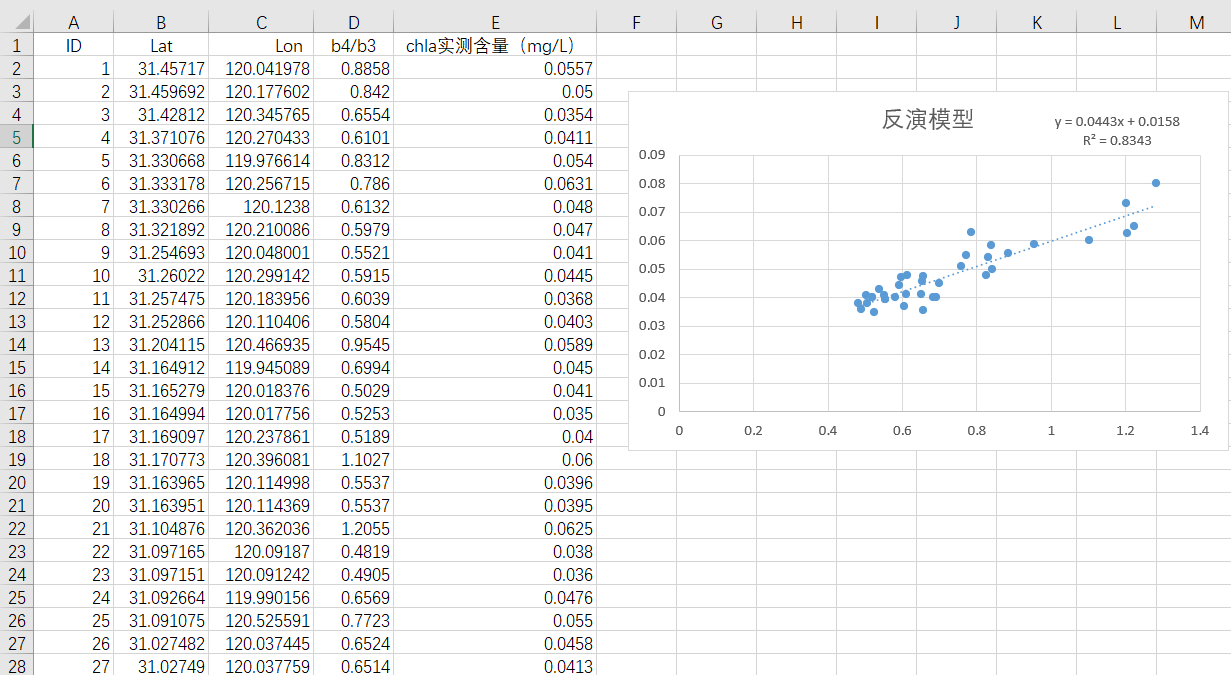 A B C D E F G H I J K L M
1 ID Lat Lon b4/b3 chla实测含量（mg/L）
2 1 31.45717 120.041978 0.8858 0.0557
3 2 31.459692 120.177602 0.842 0.05
4 3 31.42812 120.345765 0.6554 0.0354
5 4 31.371076 120.270433 0.6101 0.0411
6 5 31.330668 119.976614 0.8312 0.054
7 6 31.333178 120.256715 0.786 0.0631
8 7 31.330266 120.1238 0.6132 0.048
9 8 31.321892 120.210086 0.5979 0.047
10 9 31.254693 120.048001 0.5521 0.041
11 10 31.26022 120.299142 0.5915 0.0445
12 11 31.257475 120.183956 0.6039 0.0368
13 12 31.252866 120.110406 0.5804 0.0403
14 13 31.204115 120.466935 0.9545 0.0589
15 14 31.164912 119.945089 0.6994 0.045
16 15 31.165279 120.018376 0.5029 0.041
17 16 31.164994 120.017756 0.5253 0.035
18 17 31.169097 120.237861 0.5189 0.04
19 18 31.170773 120.396081 1.1027 0.06
20 19 31.163965 120.114998 0.5537 0.0396
21 20 31.163951 120.114369 0.5537 0.0395
22 21 31.104876 120.362036 1.2055 0.0625
23 22 31.097165 120.09187 0.4819 0.038
24 23 31.097151 120.091242 0.4905 0.036
25 24 31.092664 119.990156 0.6569 0.0476
26 25 31.091075 120.525591 0.7723 0.055
27 26 31.027482 120.037445 0.6524 0.0458
28 27 31.02749 120.037759 0.6514 0.0413
反演模型
y = 0.0443x + 0.0158
R² = 0.8343
0.09
0.08
0.07
0.06
0.05
0.04
0.03
0.02
0.01
0
0 0.2 0.4 0.6 0.8 1 1.2 1.4